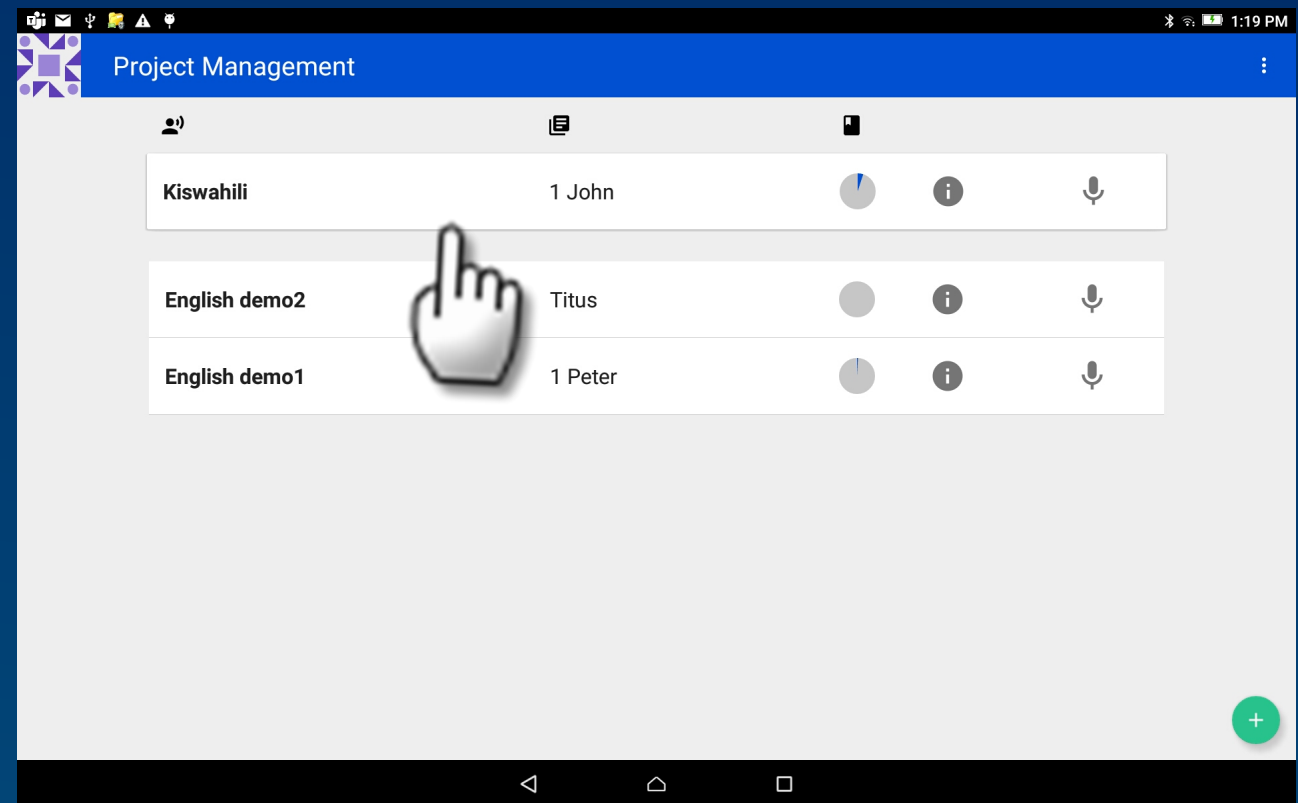 1:19 PM
Project Management
Kiswahili 1 John
English demo2 Titus
English demo1 1 Peter